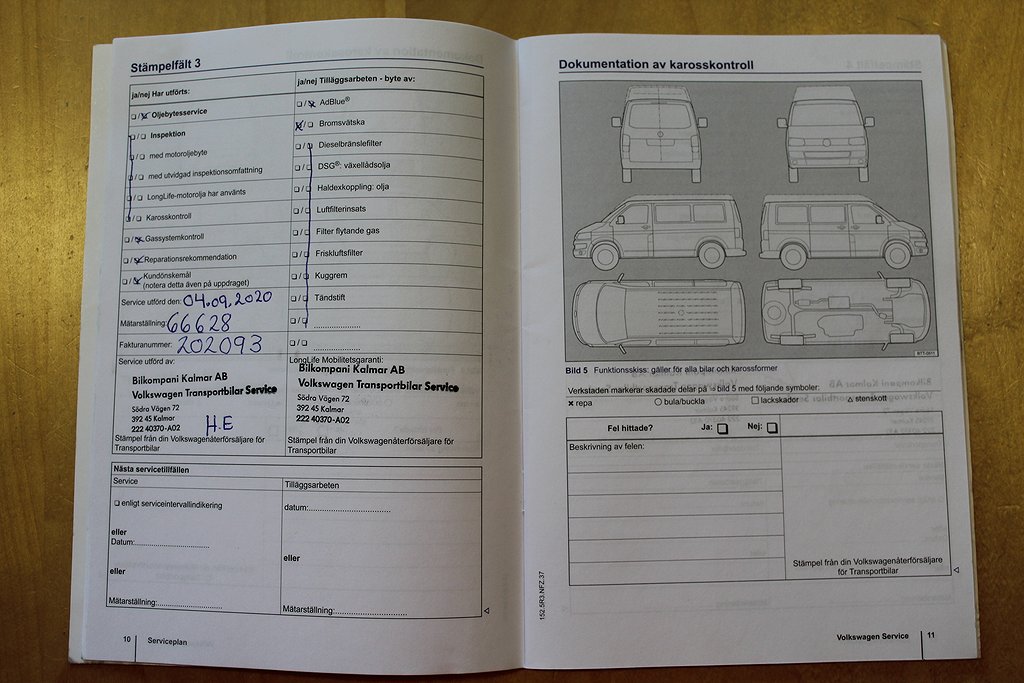 Stämpelfält 3
ja/nej Har utförts:
❏ / ❏ Oljebytesservice
❏ / ❏ Inspektion
❏ / ❏ med motoroljebyte
❏ / ❏ med utvidgad inspektionsomfattning
❏ / ❏ LongLife-motorolja har använts
❏ / ❏ Karosskontroll
❏ / ❏ Gassystemkontroll
❏ / ❏ Reparationsrekommendation
❏ / ❏ Kundönskemål
(notera detta även på uppdraget)
Service utförd den: 04.09.2020
Mätarställning: 66628
Fakturanummer: 202093
Service utförd av:
Bilkompani Kalmar AB
Volkswagen Transportbilar Service
Södra Vägen 72
392 45 Kalmar
222 40370-A02
H.E
Stämpel från din Volkswagenåterförsäljare för
Transportbilar
ja/nej Tilläggsarbeten - byte av:
❏ / ❏ AdBlue®
❏ / ❏ Bromsvätska
❏ / ❏ Dieselbränslefilter
❏ / ❏ DSG®: växellådsolja
❏ / ❏ Haldexkoppling: olja
❏ / ❏ Luftfilterinsats
❏ / ❏ Filter flytande gas
❏ / ❏ Friskluftsfilter
❏ / ❏ Kuggrem
❏ / ❏ Tändstift
❏ / ❏ ....................
❏ / ❏ ....................
LongLife Mobilitetsgaranti:
Bilkompani Kalmar AB
Volkswagen Transportbilar Service
Södra Vägen 72
392 45 Kalmar
222 40370-A02
Stämpel från din Volkswagenåterförsäljare för
Transportbilar
Nästa servicetillfällen
Service
❏ enligt serviceintervallindikering
eller
Datum:..............................
eller
Mätarställning:..........................
Tilläggsarbeten
datum:..................................
eller
Mätarställning:..............................
10
Serviceplan
Dokumentation av karosskontroll
B7T-0611
Bild 5 Funktionsskiss: gäller för alla bilar och karossformer
Verkstaden markerar skadade delar på ⇒ bild 5 med följande symboler:
✖ repa ❍ bula/buckla ❏ lackskador △ stenskott
Fel hittade? Ja: ❏ Nej: ❏
Beskrivning av felen:
Stämpel från din Volkswagenåterförsäljare
för Transportbilar
152.5R3.NFZ.37
Volkswagen Service
11